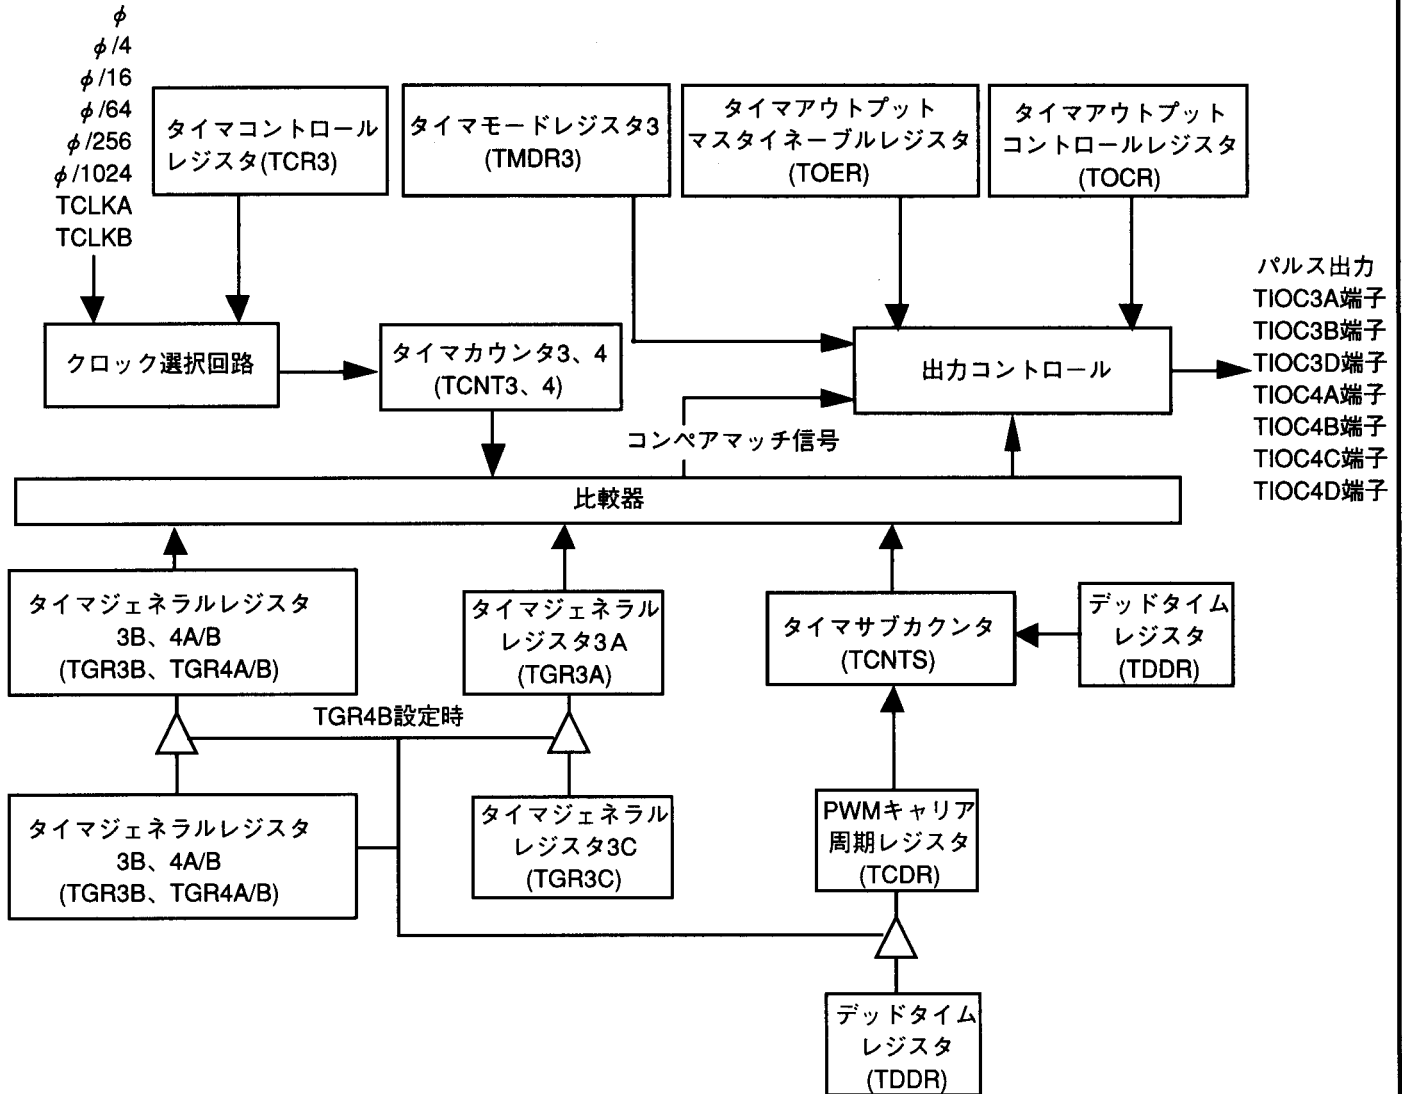 φ
φ/4
φ/16
φ/64
φ/256
φ/1024
TCLKA
TCLKB
タイマコントロール
レジスタ(TCR3)
タイマモードレジスタ3
(TMDR3)
タイマアウトプット
マスタイネーブルレジスタ
(TOER)
タイマアウトプット
コントロールレジスタ
(TOCR)
クロック選択回路
タイマカウンタ3、4
(TCNT3、4)
出力コントロール
パルス出力
TIOC3A端子
TIOC3B端子
TIOC3D端子
TIOC4A端子
TIOC4B端子
TIOC4C端子
TIOC4D端子
コンペアマッチ信号
比較器
タイマジェネラルレジスタ
3B、4A/B
(TGR3B、TGR4A/B)
タイマジェネラル
レジスタ3A
(TGR3A)
タイマサブカクンタ
(TCNTS)
デッドタイム
レジスタ
(TDDR)
TGR4B設定時
タイマジェネラルレジスタ
3B、4A/B
(TGR3B、TGR4A/B)
タイマジェネラル
レジスタ3C
(TGR3C)
PWMキャリア
周期レジスタ
(TCDR)
デッドタイム
レジスタ
(TDDR)